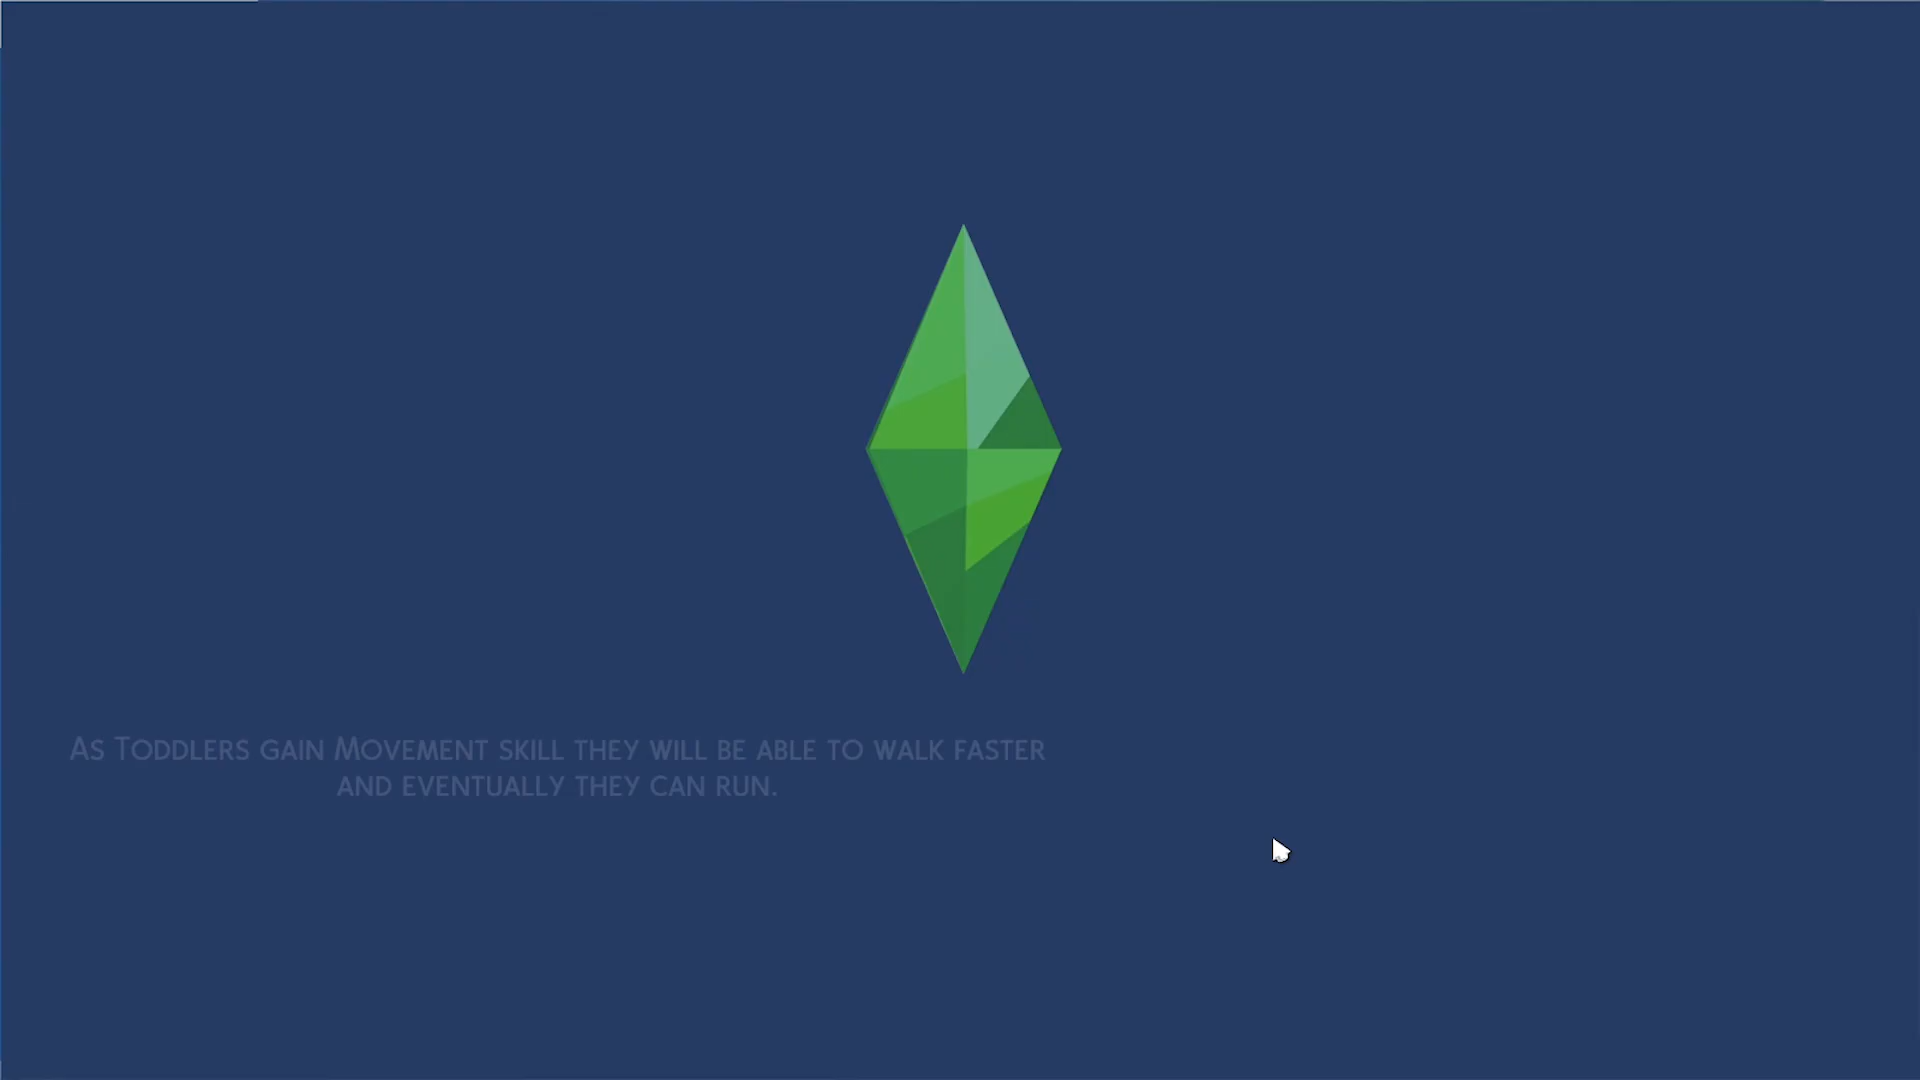 As Toddlers gain Movement skill they will be able to walk faster
and eventually they can run.